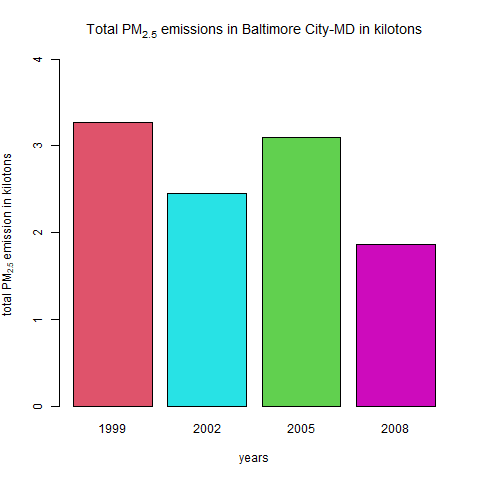 Total PM2.5 emissions in Baltimore City-MD in kilotons
total PM2.5 emission in kilotons
4
3
2
1
0
1999 2002 2005 2008
years